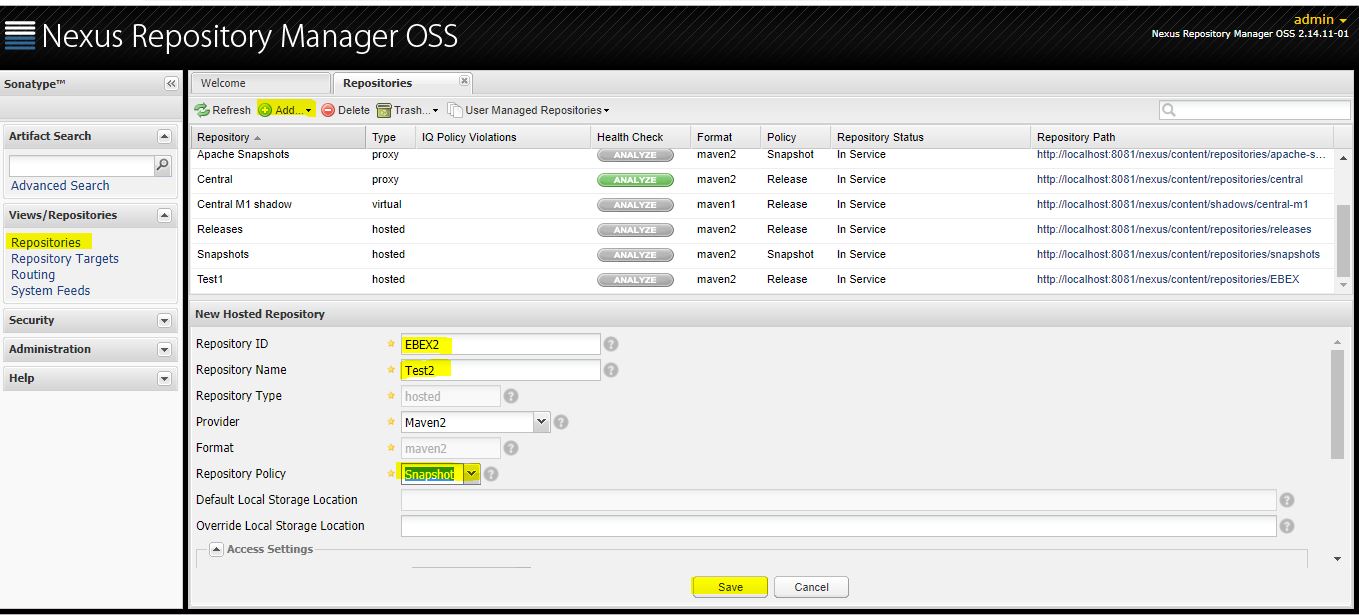 Nexus Repository Manager OSS
admin
Nexus Repository Manager OSS 2.14.11-01
Sonatype™
Welcome
Repositories
Refresh Add... Delete Trash... User Managed Repositories
Artifact Search
Advanced Search
Views/Repositories
Repositories
Repository Targets
Routing
System Feeds
Security
Administration
Help
Repository Type IQ Policy Violations Health Check Format Policy Repository Status Repository Path
Apache Snapshots proxy ANALYZE maven2 Snapshot In Service http://localhost:8081/nexus/content/repositories/apache-s...
Central proxy ANALYZE maven2 Release In Service http://localhost:8081/nexus/content/repositories/central
Central M1 shadow virtual ANALYZE maven1 Release In Service http://localhost:8081/nexus/content/shadows/central-m1
Releases hosted ANALYZE maven2 Release In Service http://localhost:8081/nexus/content/repositories/releases
Snapshots hosted ANALYZE maven2 Snapshot In Service http://localhost:8081/nexus/content/repositories/snapshots
Test1 hosted ANALYZE maven2 Release In Service http://localhost:8081/nexus/content/repositories/EBEX
New Hosted Repository
Repository ID EBEX2
Repository Name Test2
Repository Type hosted
Provider Maven2
Format maven2
Repository Policy Snapshot
Default Local Storage Location
Override Local Storage Location
Access Settings
Save Cancel